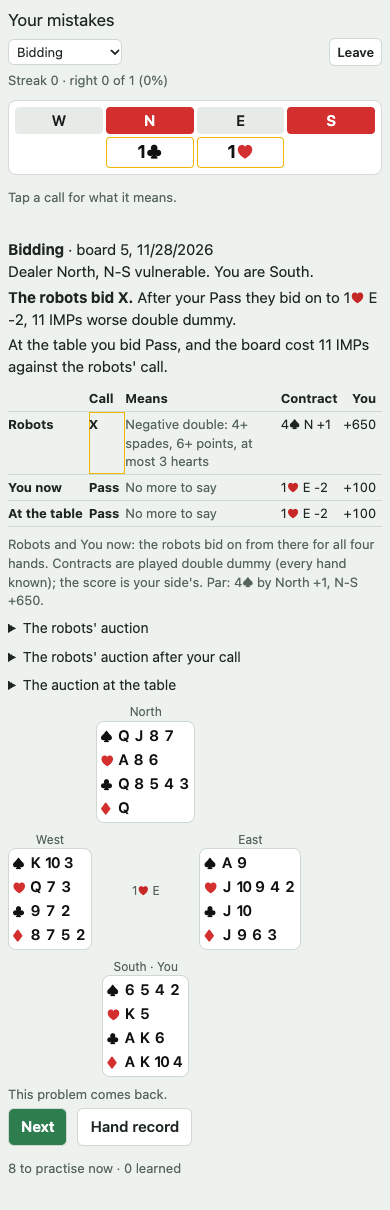 Your mistakes
Bidding
Leave
Streak 0 · right 0 of 1 (0%)
W N E S
1♣ 1♥
Tap a call for what it means.
Bidding · board 5, 11/28/2026
Dealer North, N-S vulnerable. You are South.
The robots bid X. After your Pass they bid on to 1♥ E
-2, 11 IMPs worse double dummy.
At the table you bid Pass, and the board cost 11 IMPs
against the robots' call.
Call Means Contract You
Robots X Negative double: 4+ 4♠ N +1 +650
spades, 6+ points, at
most 3 hearts
You now Pass No more to say 1♥ E -2 +100
At the table Pass No more to say 1♥ E -2 +100
Robots and You now: the robots bid on from there for all four
hands. Contracts are played double dummy (every hand
known); the score is your side's. Par: 4♠ by North +1, N-S
+650.
▶ The robots' auction
▶ The robots' auction after your call
▶ The auction at the table
North
♠ Q J 8 7
♥ A 8 6
♣ Q 8 5 4 3
♦ Q
West
♠ K 10 3
♥ Q 7 3
♣ 9 7 2
♦ 8 7 5 2
1♥ E
East
♠ A 9
♥ J 10 9 4 2
♣ J 10
♦ J 9 6 3
South · You
♠ 6 5 4 2
♥ K 5
♣ A K 6
♦ A K 10 4
This problem comes back.
Next
Hand record
8 to practise now · 0 learned